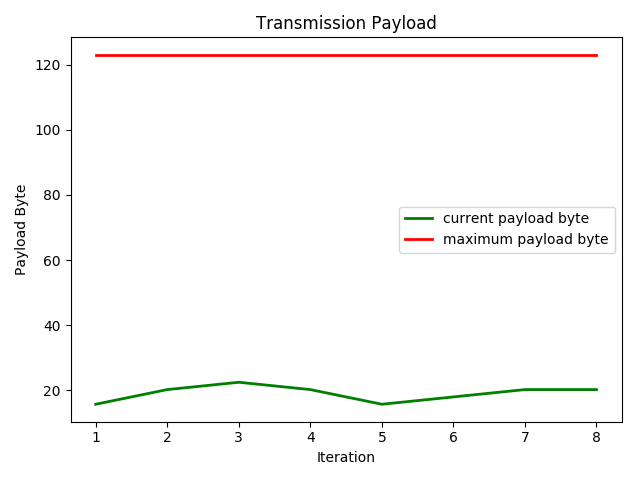 Transmission Payload
120
100
80
60
40
20
Payload Byte
current payload byte
maximum payload byte
1 2 3 4 5 6 7 8
Iteration